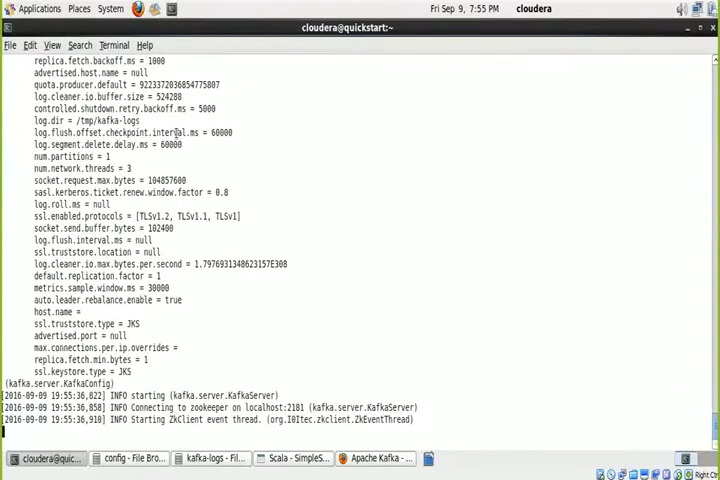 Applications Places System Fri Sep 9, 7:55 PM cloudera
cloudera@quickstart:~
File Edit View Search Terminal Help
replica.fetch.backoff.ms = 1000
advertised.host.name = null
quota.producer.default = 9223372036854775807
log.cleaner.io.buffer.size = 524288
controlled.shutdown.retry.backoff.ms = 5000
log.dir = /tmp/kafka-logs
log.flush.offset.checkpoint.interval.ms = 60000
log.segment.delete.delay.ms = 60000
num.partitions = 1
num.network.threads = 3
socket.request.max.bytes = 104857600
sasl.kerberos.ticket.renew.window.factor = 0.8
log.roll.ms = null
ssl.enabled.protocols = [TLSv1.2, TLSv1.1, TLSv1]
socket.send.buffer.bytes = 102400
log.flush.interval.ms = null
ssl.truststore.location = null
log.cleaner.io.max.bytes.per.second = 1.7976931348623157E308
default.replication.factor = 1
metrics.sample.window.ms = 30000
auto.leader.rebalance.enable = true
host.name =
ssl.truststore.type = JKS
advertised.port = null
max.connections.per.ip.overrides =
replica.fetch.min.bytes = 1
ssl.keystore.type = JKS
(kafka.server.KafkaConfig)
[2016-09-09 19:55:36,822] INFO starting (kafka.server.KafkaServer)
[2016-09-09 19:55:36,858] INFO Connecting to zookeeper on localhost:2181 (kafka.server.KafkaServer)
[2016-09-09 19:55:36,910] INFO Starting ZkClient event thread. (org.I0Itec.zkclient.ZkEventThread)
cloudera@quic... config - File Bro... kafka-logs - Fil... Scala - SimpleS... Apache Kafka - ...
Right Ctr